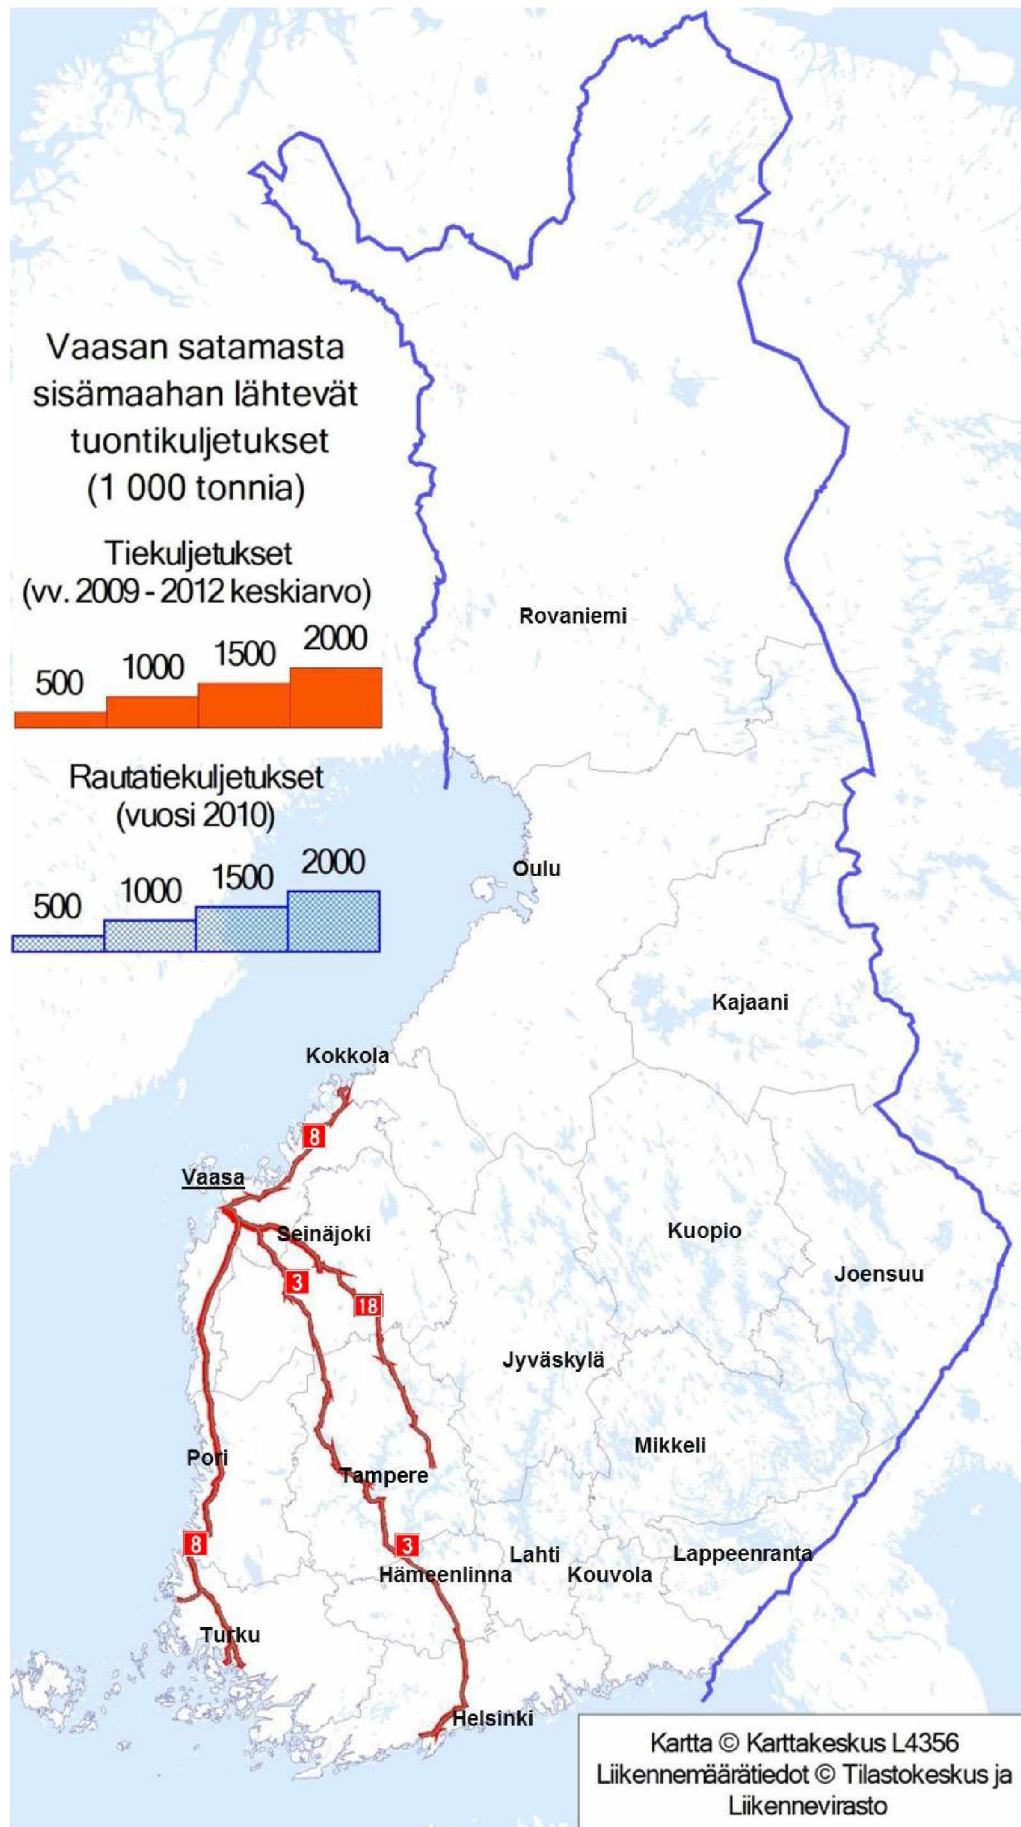 Vaasan satamasta
sisämaahan lähtevät
tuontikuljetukset
(1 000 tonnia)
Tiekuljetukset
(vv. 2009 - 2012 keskiarvo)
500 1000 1500 2000
Rautatiekuljetukset
(vuosi 2010)
500 1000 1500 2000
Rovaniemi
Oulu
Kajaani
Kokkola
8
Vaasa
Seinäjoki
Kuopio
Joensuu
3
18
Jyväskylä
Mikkeli
Pori
Tampere
8
3
Lahti
Lappeenranta
Hämeenlinna
Kouvola
Turku
Helsinki
Kartta © Karttakeskus L4356
Liikennemäärätiedot © Tilastokeskus ja
Liikennevirasto